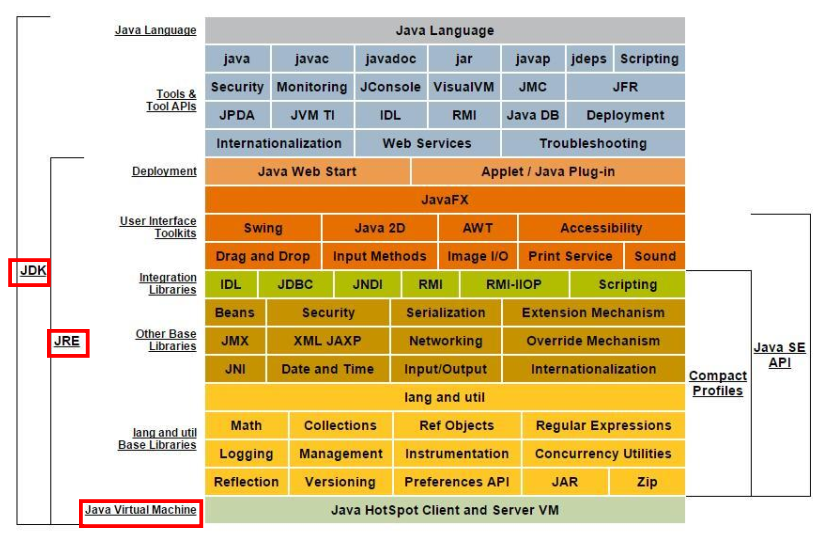 Java Language Java Language
java javac javadoc jar javap jdeps Scripting
Security Monitoring JConsole VisualVM JMC JFR
Tools &
Tool APIs
JPDA JVM TI IDL RMI Java DB Deployment
Internationalization Web Services Troubleshooting
Deployment Java Web Start Applet / Java Plug-in
JavaFX
User Interface
Toolkits
Swing Java 2D AWT Accessibility
Drag and Drop Input Methods Image I/O Print Service Sound
JDK
Integration
Libraries
IDL JDBC JNDI RMI RMI-IIOP Scripting
Beans Security Serialization Extension Mechanism
JRE
Other Base
Libraries
JMX XML JAXP Networking Override Mechanism
Java SE
API
JNI Date and Time Input/Output Internationalization
Compact
Profiles
lang and util
Math Collections Ref Objects Regular Expressions
lang and util
Base Libraries
Logging Management Instrumentation Concurrency Utilities
Reflection Versioning Preferences API JAR Zip
Java Virtual Machine Java HotSpot Client and Server VM